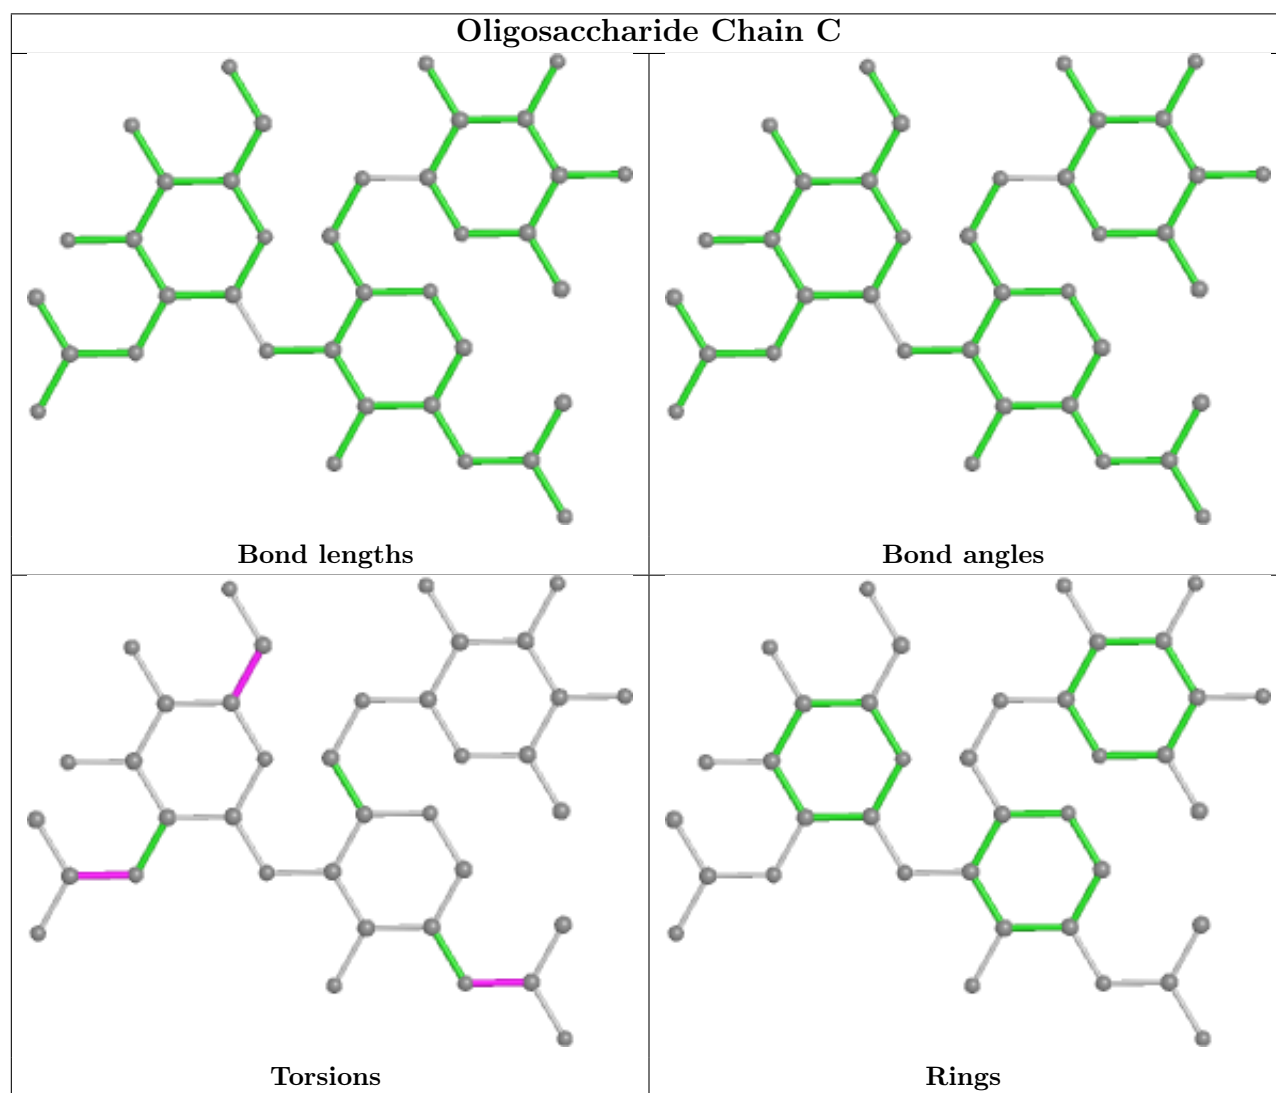 Oligosaccharide Chain C
Bond lengths
Bond angles
Torsions
Rings